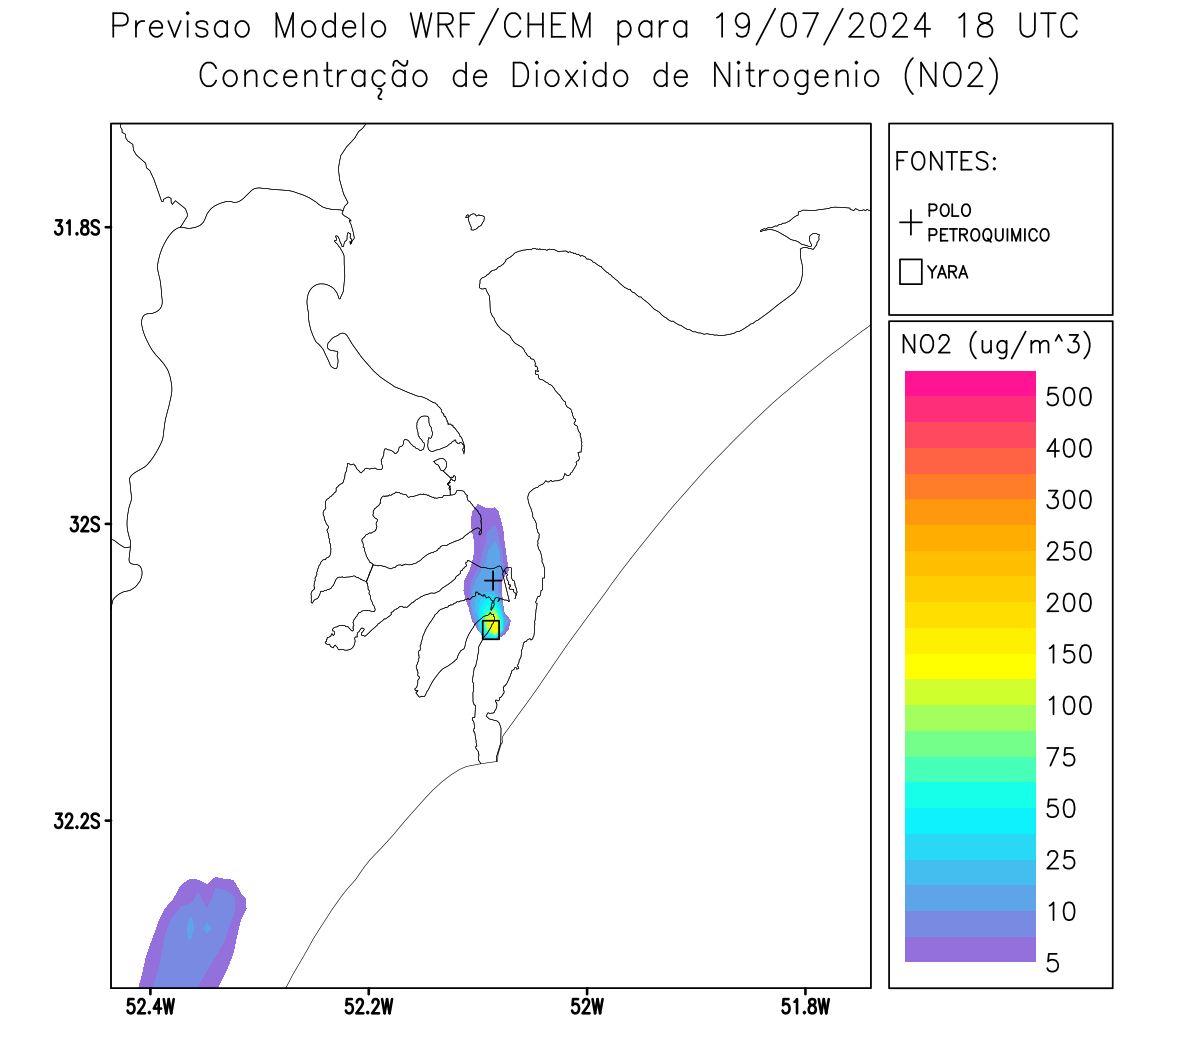 Previsao Modelo WRF/CHEM para 19/07/2024 18 UTC
Concentração de Dioxido de Nitrogenio (NO2)
FONTES:
POLO
PETROQUIMICO
YARA
NO2 (ug/m^3)
500
400
300
250
200
150
100
75
50
25
10
5
31.8S
32S
32.2S
52.4W
52.2W
52W
51.8W